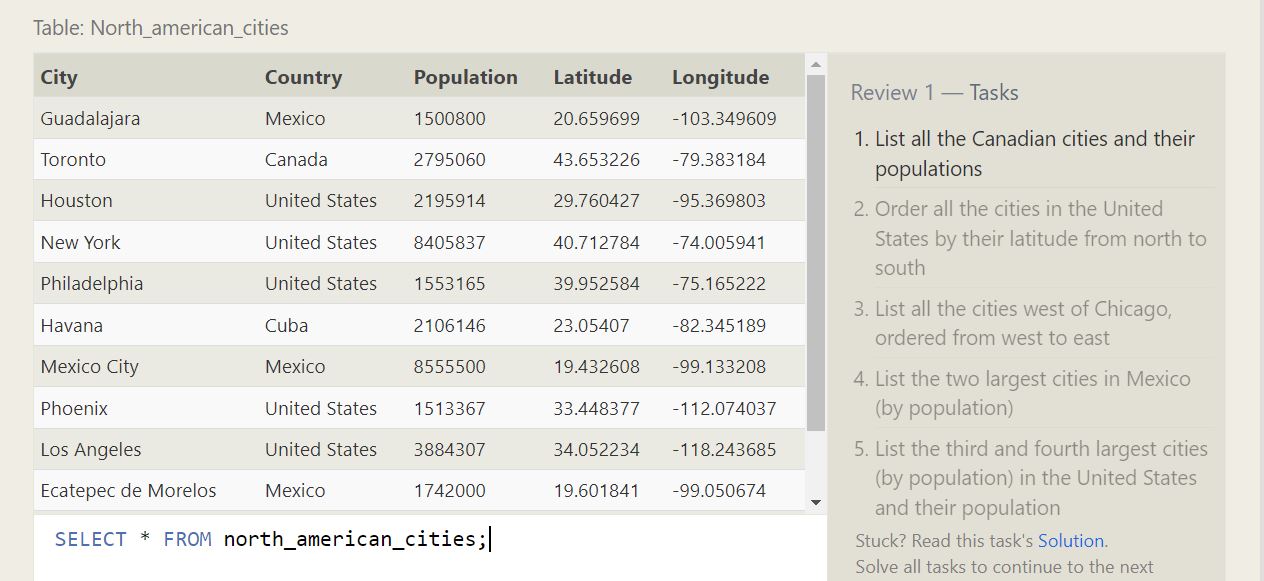 Table: North_american_cities
City Country Population Latitude Longitude
Guadalajara Mexico 1500800 20.659699 -103.349609
Toronto Canada 2795060 43.653226 -79.383184
Houston United States 2195914 29.760427 -95.369803
New York United States 8405837 40.712784 -74.005941
Philadelphia United States 1553165 39.952584 -75.165222
Havana Cuba 2106146 23.05407 -82.345189
Mexico City Mexico 8555500 19.432608 -99.133208
Phoenix United States 1513367 33.448377 -112.074037
Los Angeles United States 3884307 34.052234 -118.243685
Ecatepec de Morelos Mexico 1742000 19.601841 -99.050674
SELECT * FROM north_american_cities;
Review 1 — Tasks
1. List all the Canadian cities and their
populations
2. Order all the cities in the United
States by their latitude from north to
south
3. List all the cities west of Chicago,
ordered from west to east
4. List the two largest cities in Mexico
(by population)
5. List the third and fourth largest cities
(by population) in the United States
and their population
Stuck? Read this task's Solution.
Solve all tasks to continue to the next